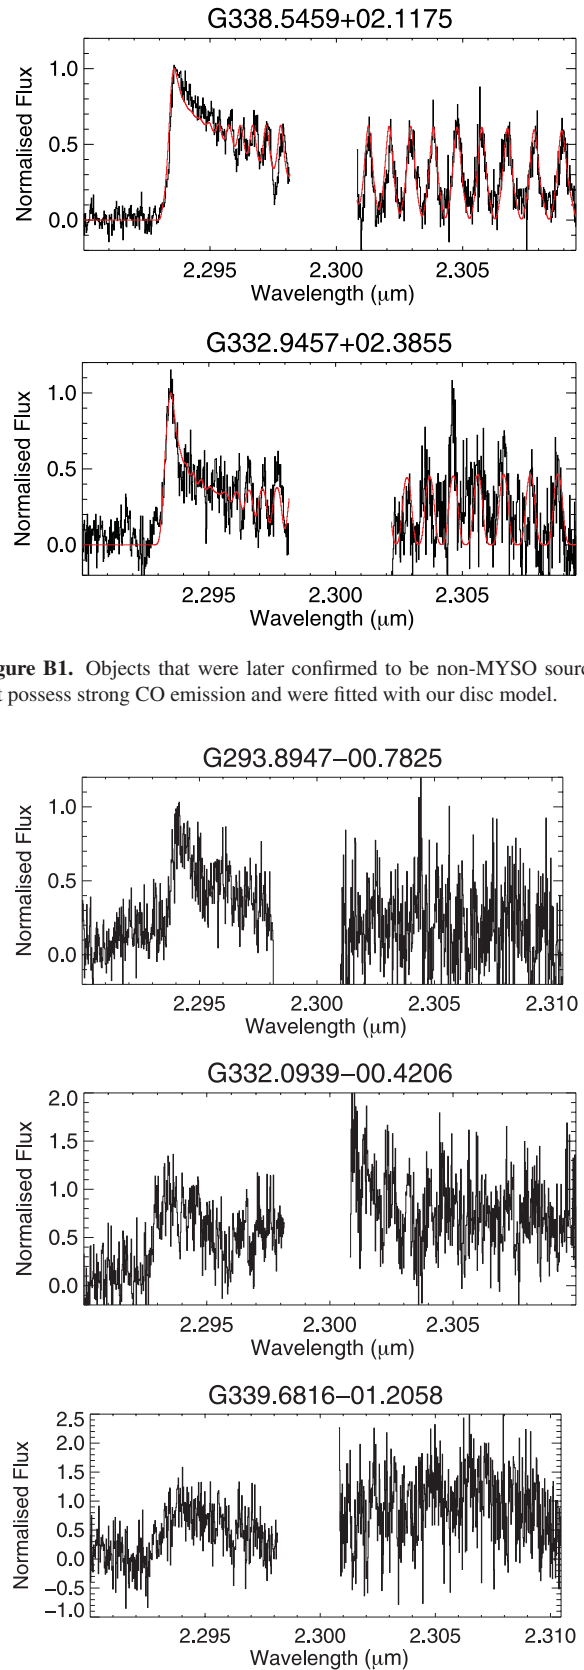 G338.5459+02.1175
Normalised Flux
1.0
0.5
0.0
2.295 2.300 2.305
Wavelength (μm)
G332.9457+02.3855
Normalised Flux
1.0
0.5
0.0
2.295 2.300 2.305
Wavelength (μm)
gure B1. Objects that were later confirmed to be non-MYSO sourc
t possess strong CO emission and were fitted with our disc model.
G293.8947−00.7825
Normalised Flux
1.0
0.5
0.0
2.295 2.300 2.305 2.310
Wavelength (μm)
G332.0939−00.4206
Normalised Flux
2.0
1.5
1.0
0.5
0.0
2.295 2.300 2.305
Wavelength (μm)
G339.6816−01.2058
Normalised Flux
2.5
2.0
1.5
1.0
0.5
0.0
−0.5
−1.0
2.295 2.300 2.305 2.310
Wavelength (μm)